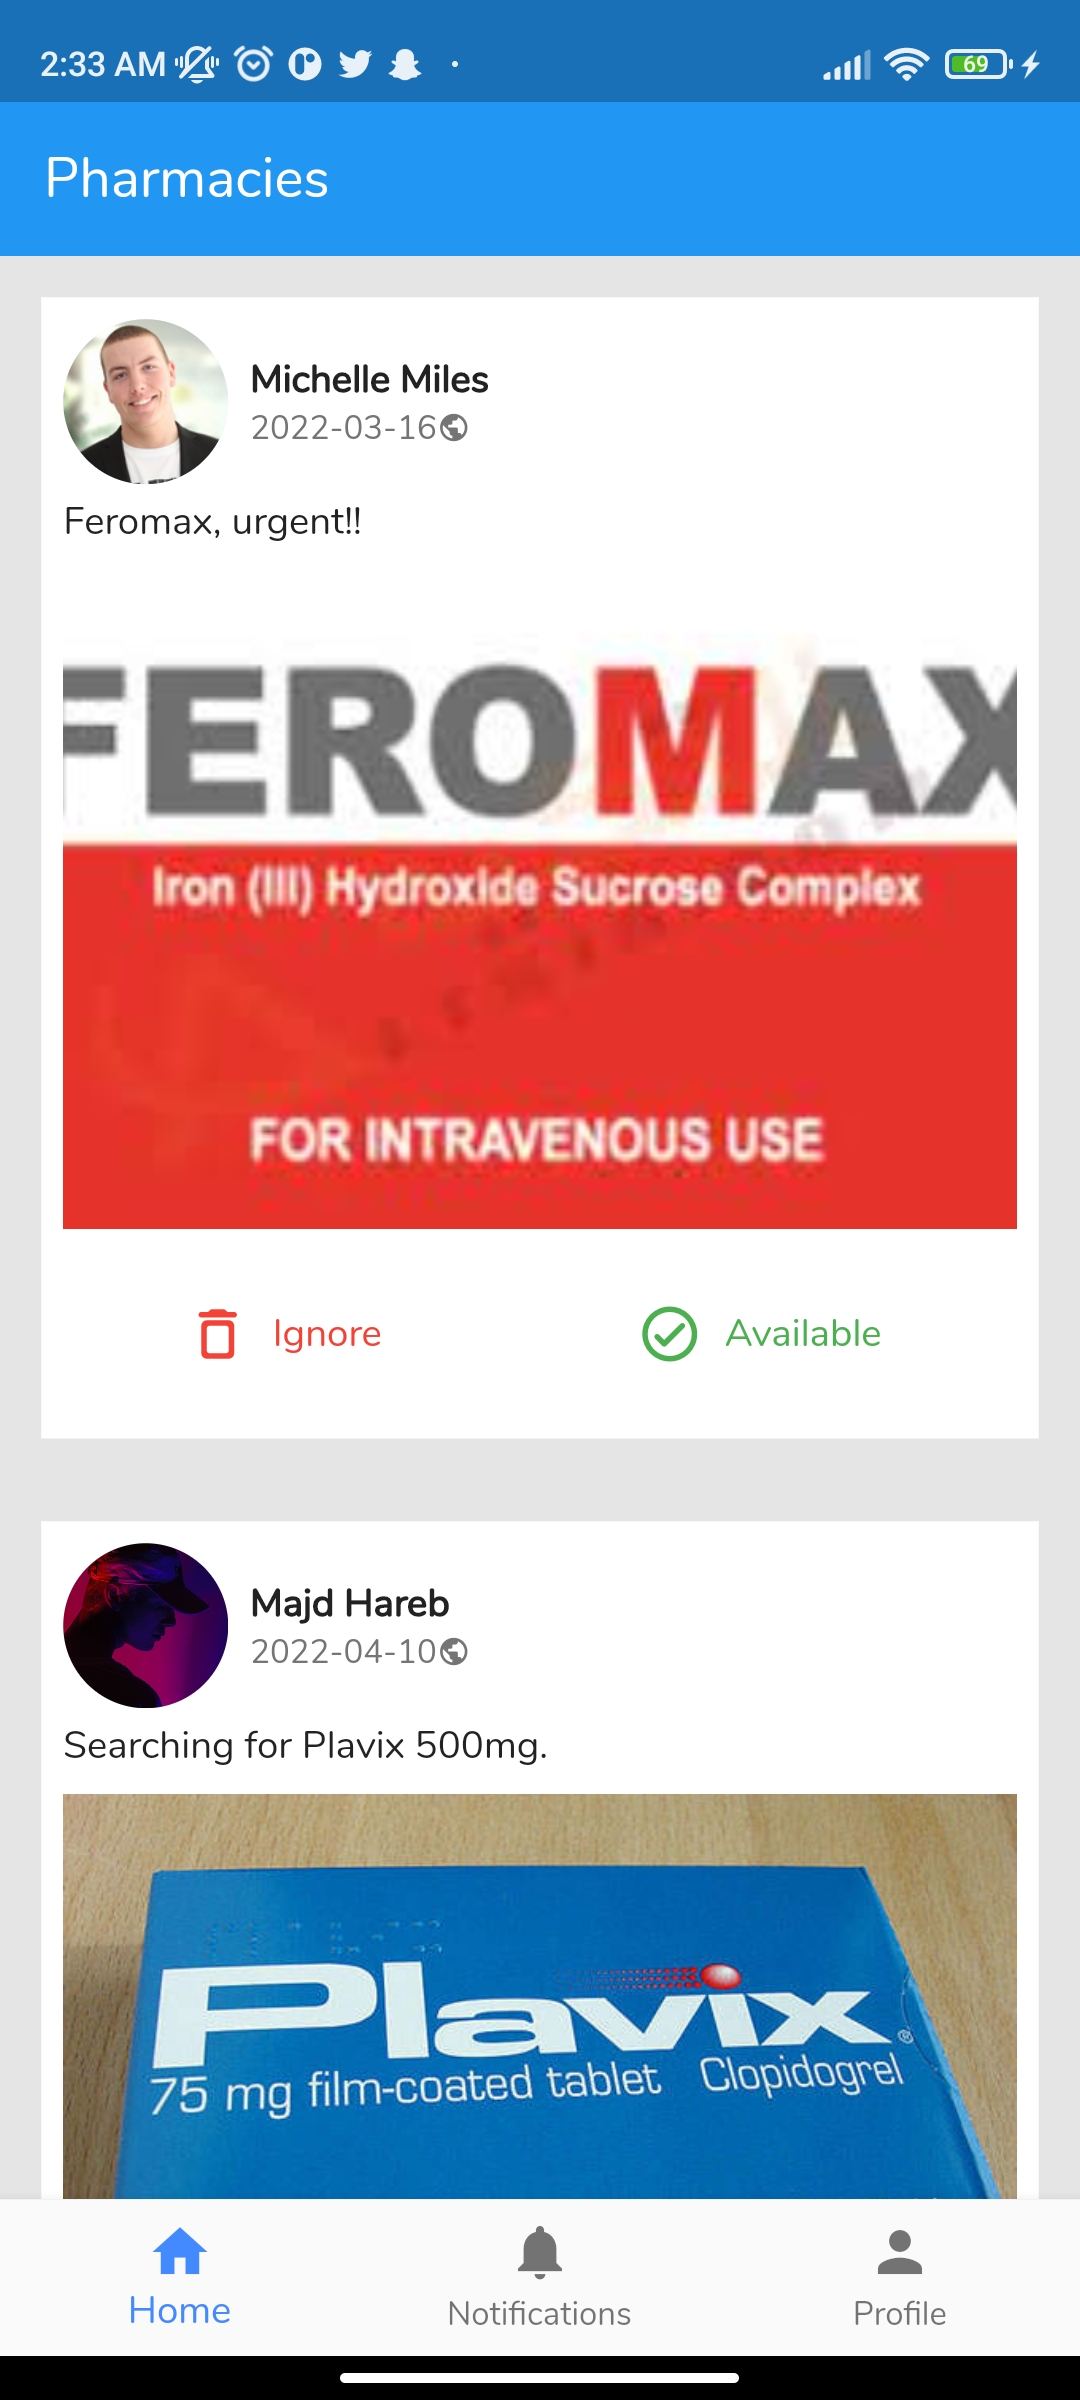 2:33 AM
69
Pharmacies
Michelle Miles
2022-03-16
Feromax, urgent!!
FEROMAX
Iron (III) Hydroxide Sucrose Complex
FOR INTRAVENOUS USE
Ignore
Available
Majd Hareb
2022-04-10
Searching for Plavix 500mg.
Plavix®
75 mg film-coated tablet Clopidogrel
Home
Notifications
Profile